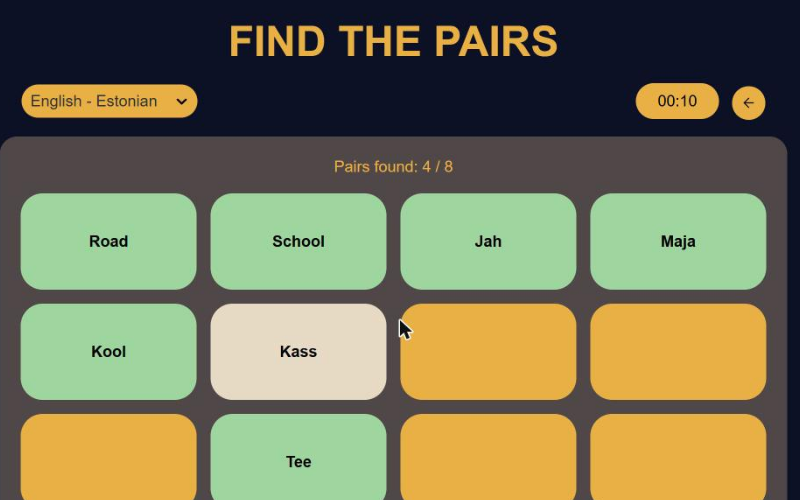 FIND THE PAIRS
English - Estonian
00:10
Pairs found: 4 / 8
Road
School
Jah
Maja
Kool
Kass
Tee